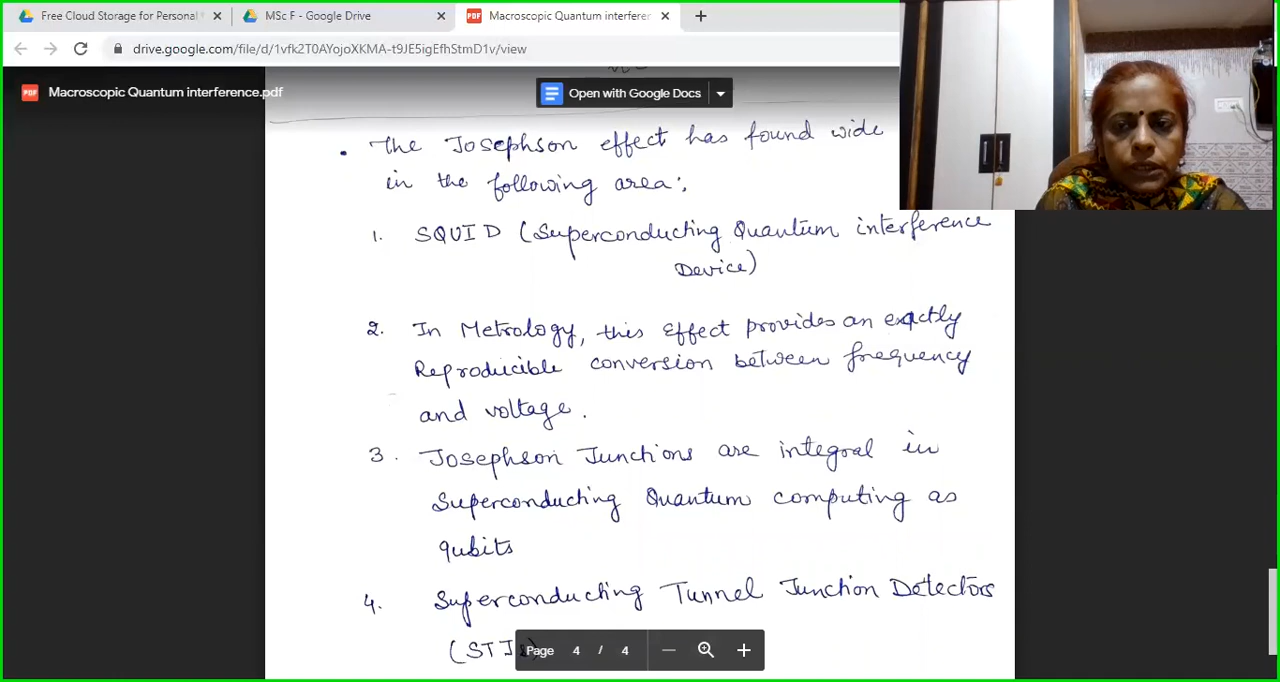 Free Cloud Storage for Personal
MSc F - Google Drive
Macroscopic Quantum interferen
drive.google.com/file/d/1vfk2T0AYojoXKMA-t9JE5igEfhStmD1v/view
PDF Macroscopic Quantum interference.pdf
Open with Google Docs
• The Josephson effect has found wide
in the following area:
1. SQUID (Superconducting Quantum interference
Device)
2. In Metrology, this effect provides an exactly
Reproducible conversion between frequency
and voltage.
3. Josephson Junctions are integral in
Superconducting Quantum computing as
qubits
4. Superconducting Tunnel Junction Detectors
(STJ
Page 4 / 4